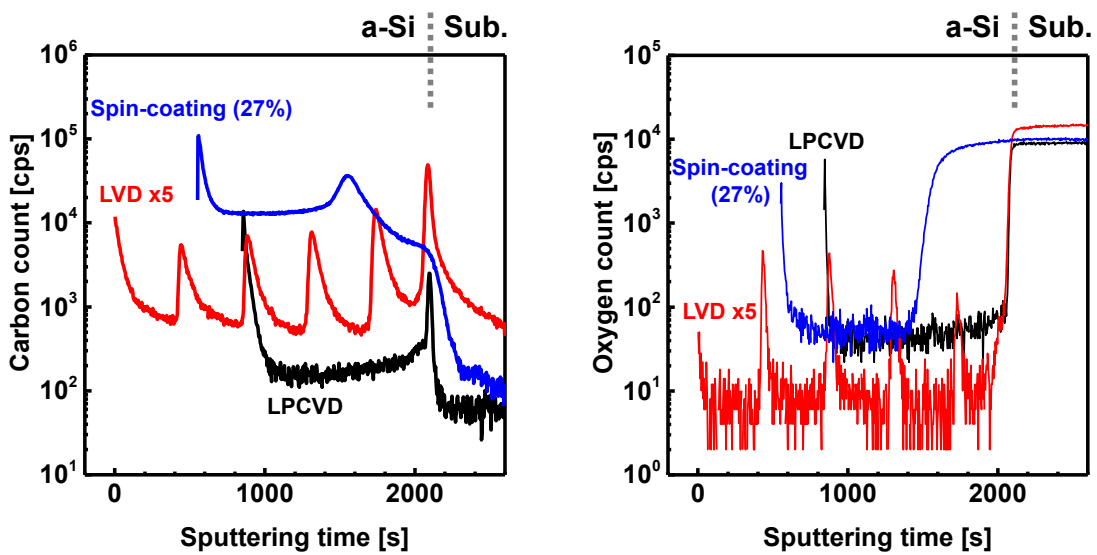 a-Si Sub.
10^6
10^5
10^4
10^3
10^2
10^1
Carbon count [cps]
Spin-coating (27%)
LVD x5
LPCVD
0 1000 2000
Sputtering time [s]
a-Si Sub.
10^5
10^4
10^3
10^2
10^1
10^0
Oxygen count [cps]
LPCVD
Spin-coating
(27%)
LVD x5
0 1000 2000
Sputtering time [s]